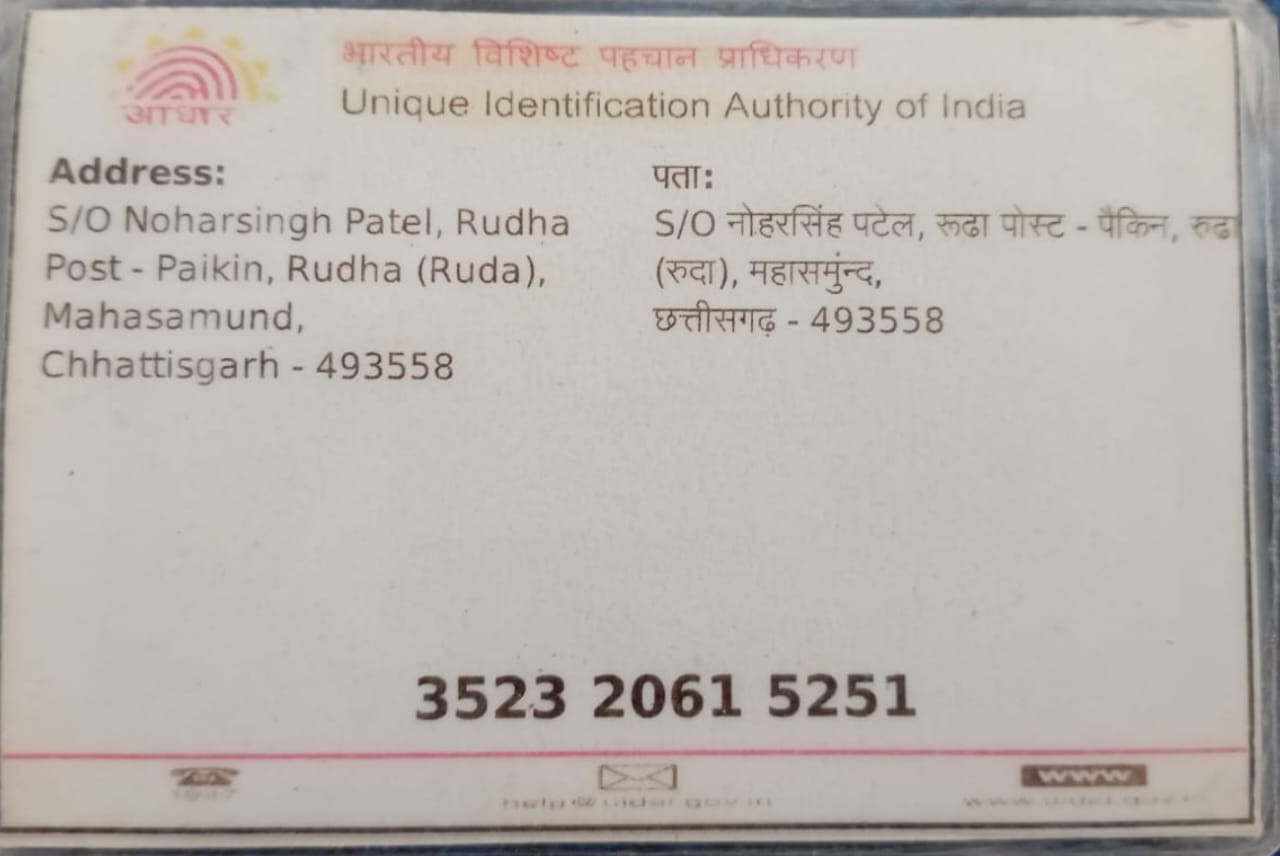 भारतीय विशिष्ट पहचान प्राधिकरण
आधार
Unique Identification Authority of India
Address:
S/O Noharsingh Patel, Rudha
Post - Paikin, Rudha (Ruda),
Mahasamund,
Chhattisgarh - 493558
पता:
S/O नोहरसिंह पटेल, रूढा पोस्ट - पैकिन, रुढा
(रुदा), महासमुंन्द,
छत्तीसगढ़ - 493558
3523 2061 5251
1947
help@uidai.gov.in
WWW
www.uidai.gov.in